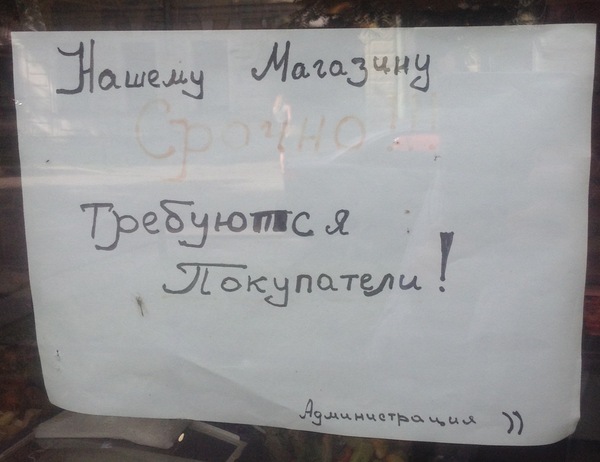 Нашему Магазину
Срочно!!!
Требуются
Покупатели!
Администрация ))